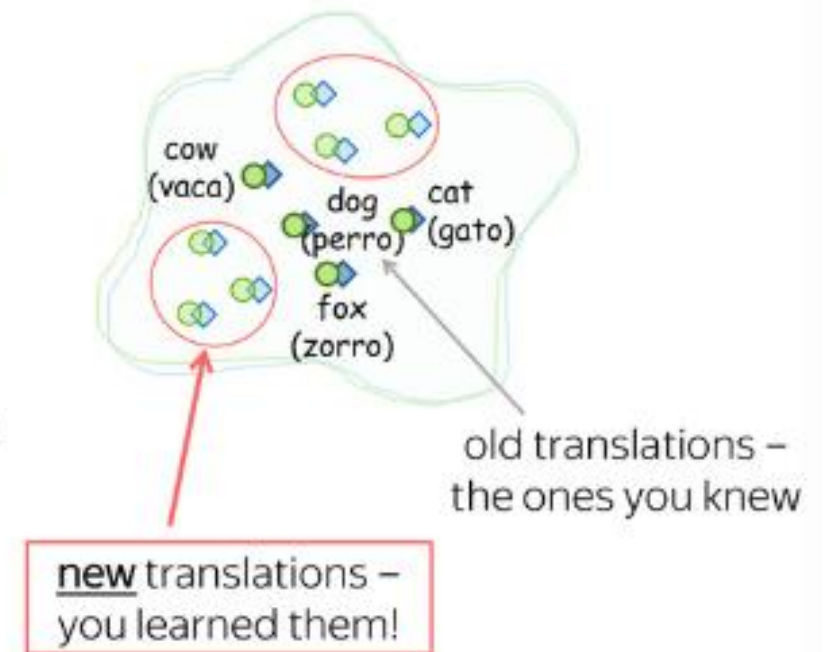 cow
(vaca)
dog
(perro)
cat
(gato)
fox
(zorro)
old translations –
the ones you knew
new translations –
you learned them!